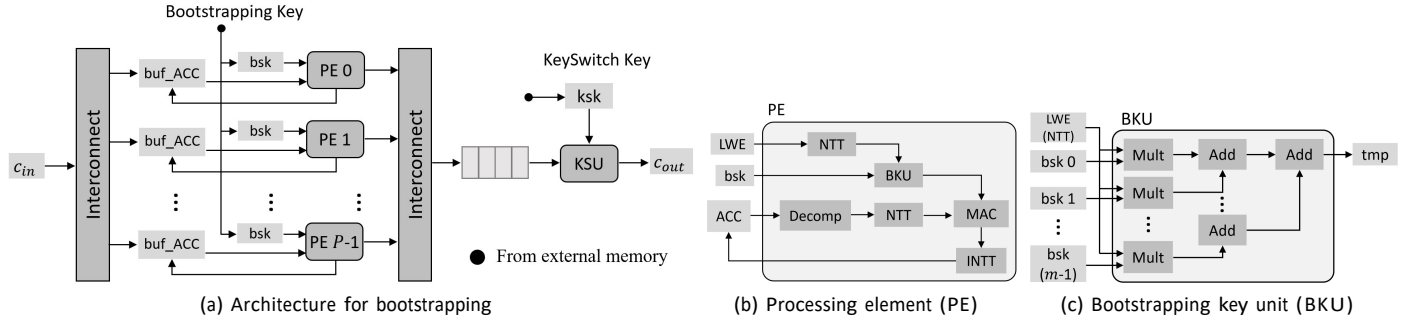 Bootstrapping Key
Interconnect
buf_ACC
bsk
PE 0
buf_ACC
bsk
PE 1
buf_ACC
bsk
PE P-1
Interconnect
c_in
KeySwitch Key
ksk
KSU
c_out
From external memory
(a) Architecture for bootstrapping
PE
LWE
NTT
bsk
BKU
ACC
Decomp
NTT
MAC
INTT
(b) Processing element (PE)
BKU
LWE
(NTT)
bsk 0
bsk 1
bsk
(m-1)
Mult
Add
Add
Mult
Add
Mult
tmp
(c) Bootstrapping key unit (BKU)